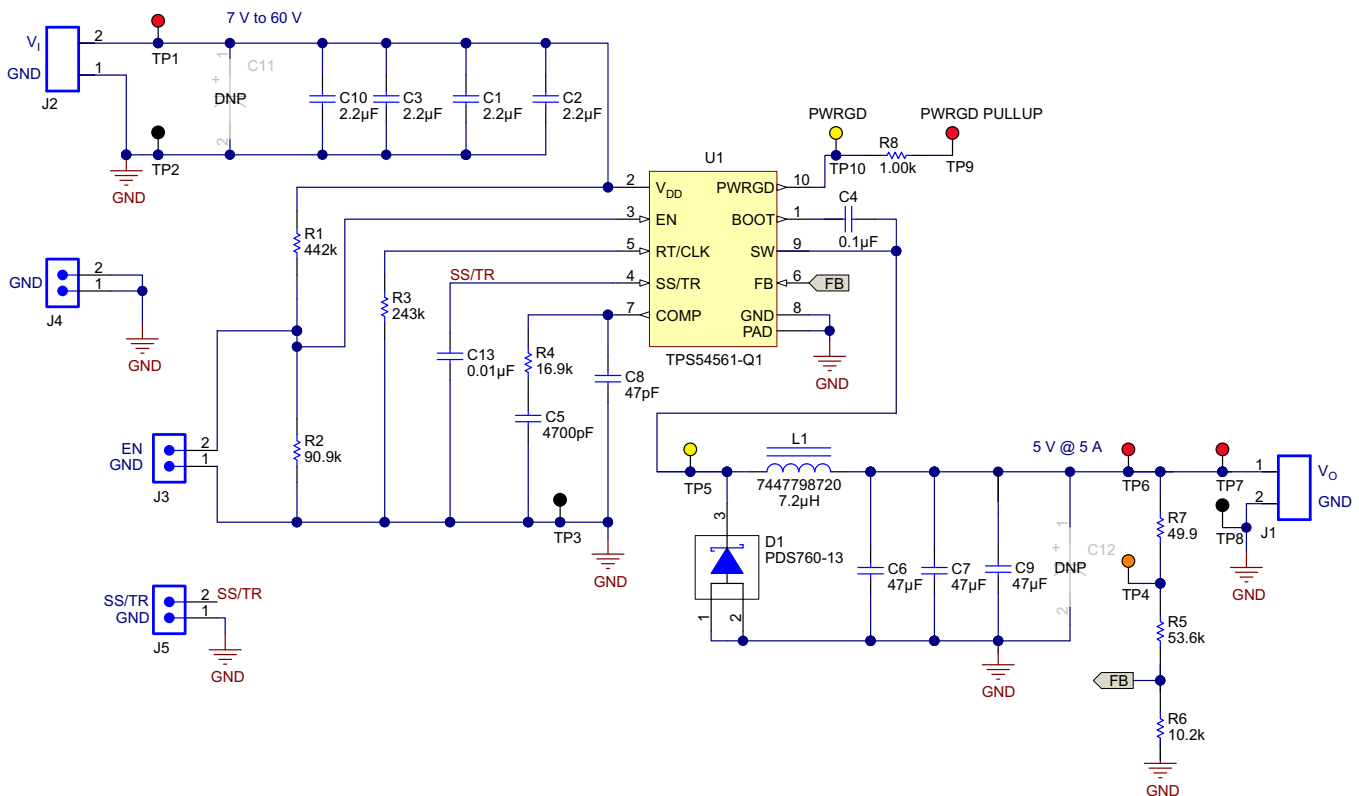 7 V to 60 V
V_I
2
GND
1
J2
TP1
TP2
GND
1
C11
+
DNP
2
C10
2.2µF
C3
2.2µF
C1
2.2µF
C2
2.2µF
PWRGD
PWRGD PULLUP
R8
1.00k
TP10
TP9
U1
2
V_DD
PWRGD
10
3
EN
BOOT
1
5
RT/CLK
SW
9
SS/TR
4
SS/TR
FB
6
FB
7
COMP
GND
8
PAD
TPS54561-Q1
GND
C4
0.1µF
R1
442k
GND
2
1
J4
GND
R3
243k
C13
0.01µF
R4
16.9k
C8
47pF
C5
4700pF
R2
90.9k
EN
2
GND
1
J3
TP3
GND
SS/TR
2
SS/TR
GND
1
J5
GND
TP5
L1
7447798720
7.2µH
5 V @ 5 A
TP6
TP7
1
V_O
2
GND
J1
TP8
GND
3
D1
PDS760-13
1
2
C6
47µF
C7
47µF
C9
47µF
1
C12
+
DNP
2
GND
R7
49.9
TP4
R5
53.6k
FB
R6
10.2k
GND